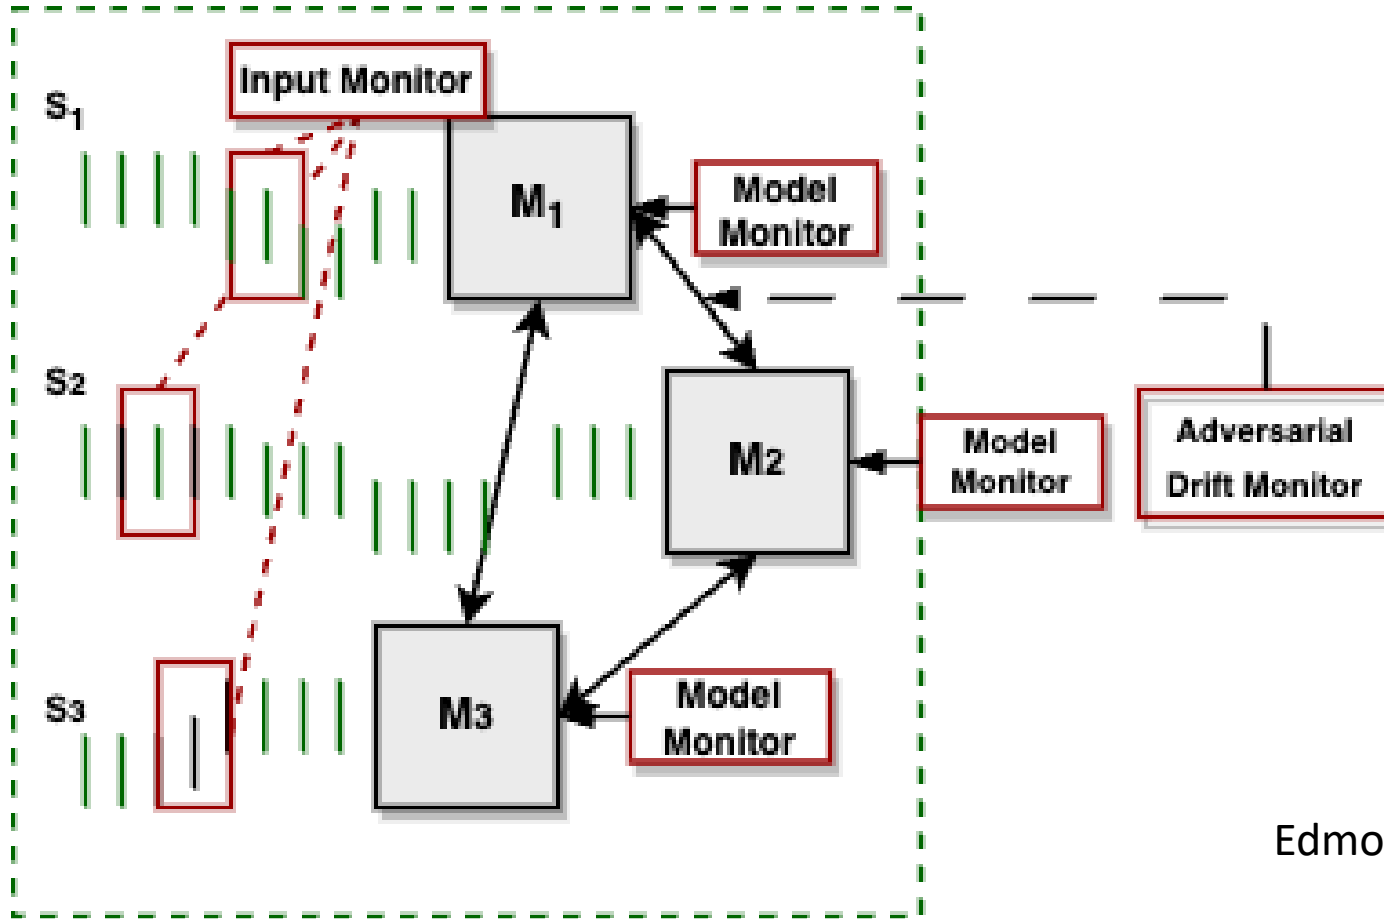 Input Monitor
S1
M1
Model
Monitor
S2
M2
Model
Monitor
Adversarial
Drift Monitor
S3
M3
Model
Monitor
Edmo